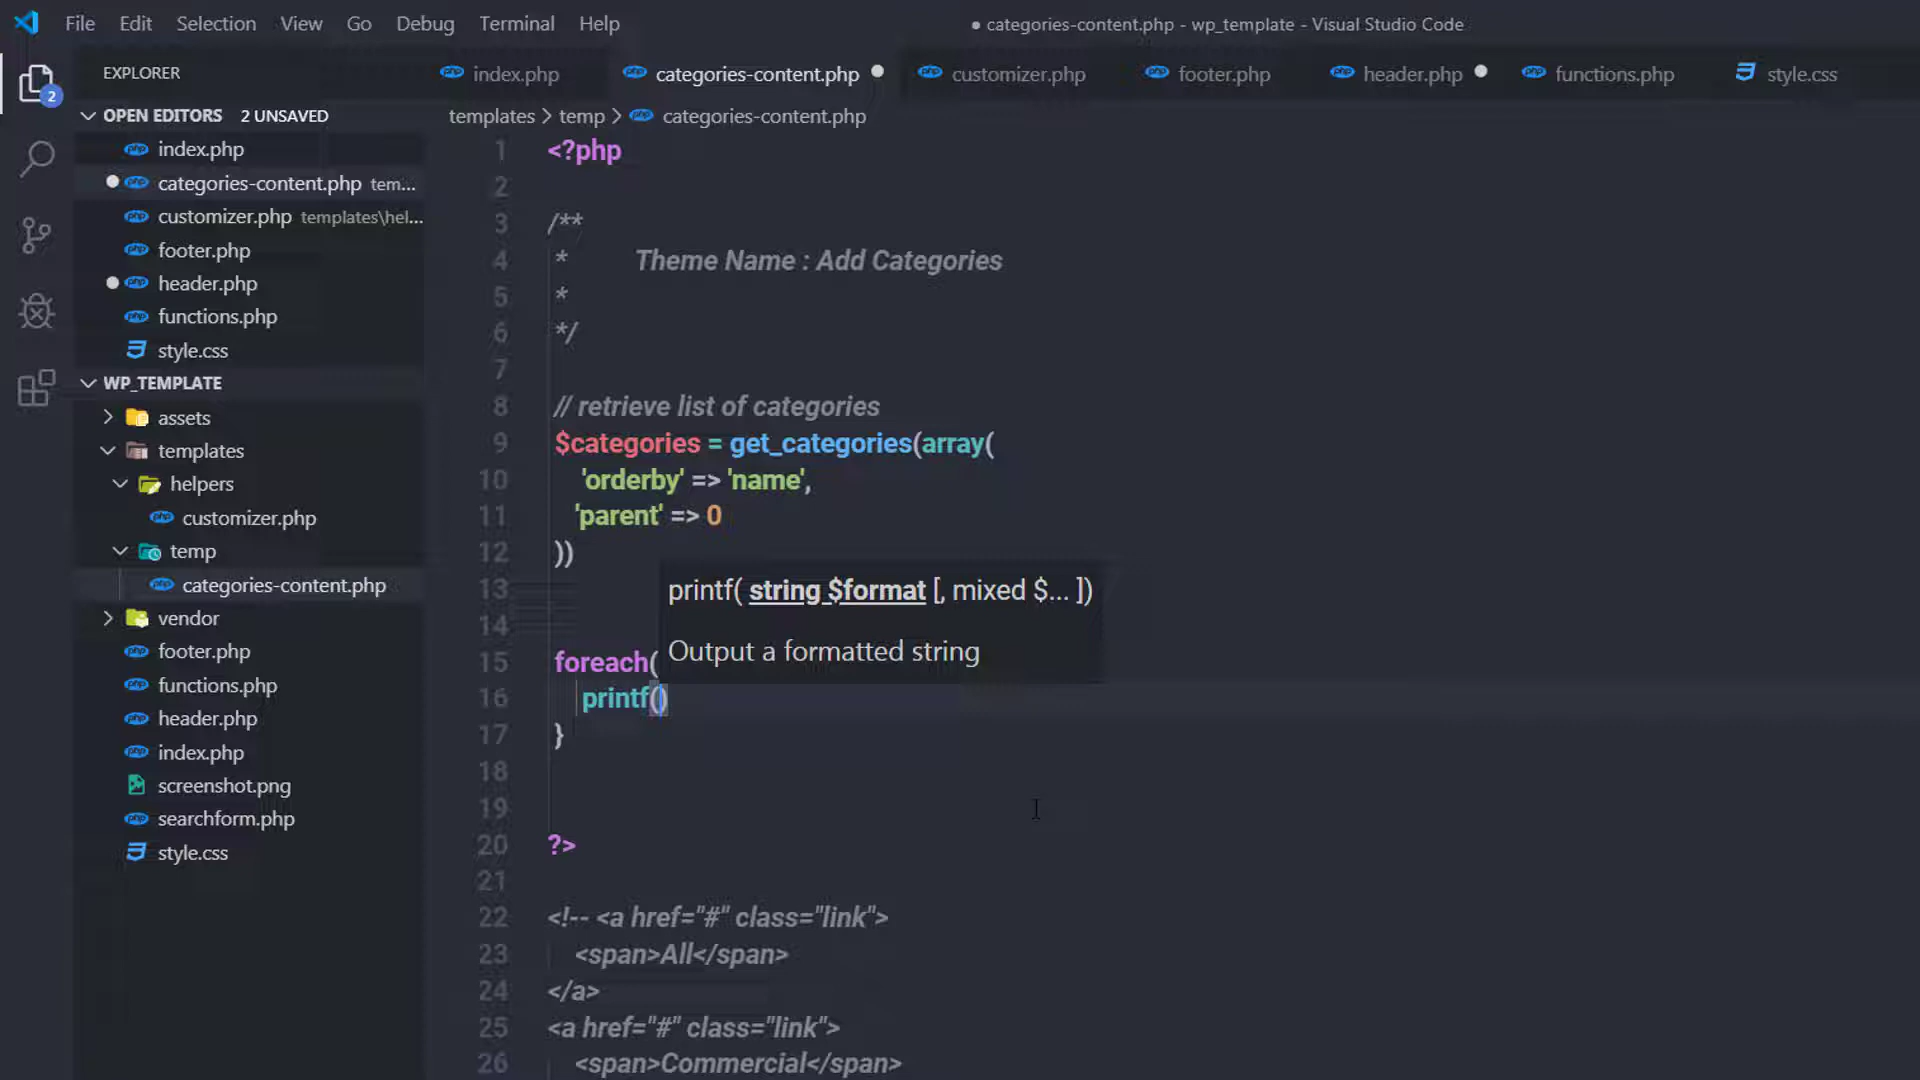 File Edit Selection View Go Debug Terminal Help
● categories-content.php - wp_template - Visual Studio Code
2
EXPLORER
index.php
categories-content.php
customizer.php
footer.php
header.php
functions.php
style.css
OPEN EDITORS 2 UNSAVED
index.php
categories-content.php tem...
customizer.php templates\hel...
footer.php
header.php
functions.php
style.css
WP_TEMPLATE
assets
templates
helpers
customizer.php
temp
categories-content.php
vendor
footer.php
functions.php
header.php
index.php
screenshot.png
searchform.php
style.css
templates > temp > categories-content.php
1 <?php
2
3 /**
4 * Theme Name : Add Categories
5 *
6 */
7
8 // retrieve list of categories
9 $categories = get_categories(array(
10 'orderby' => 'name',
11 'parent' => 0
12 ))
13
14
printf( string $format [, mixed $... ])
Output a formatted string
15 foreach(
16 printf()
17 }
18
19
20 ?>
21
22 <!-- <a href="#" class="link">
23 <span>All</span>
24 </a>
25 <a href="#" class="link">
26 <span>Commercial</span>